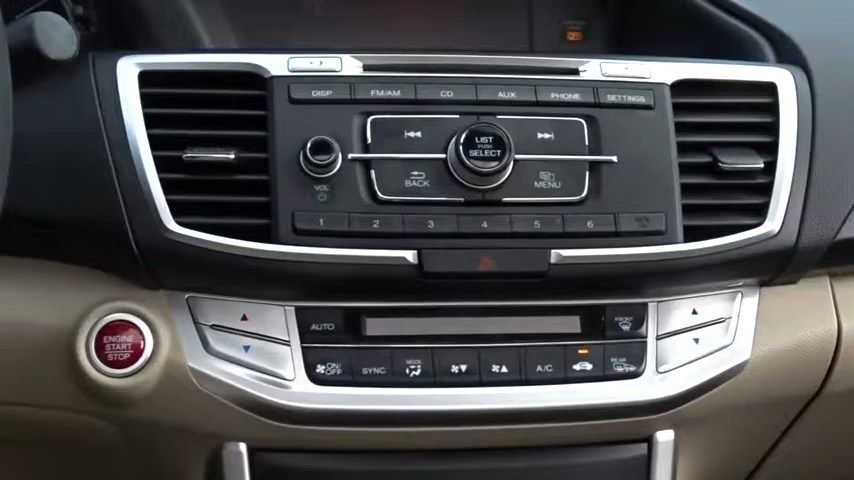 DISP FM/AM CD AUX PHONE SETTINGS
LIST
PUSH
SELECT
VOL
BACK
MENU
1 2 3 4 5 6
ENGINE
START
STOP
AUTO
FRONT
ON/
OFF
SYNC
MODE
A/C
REAR